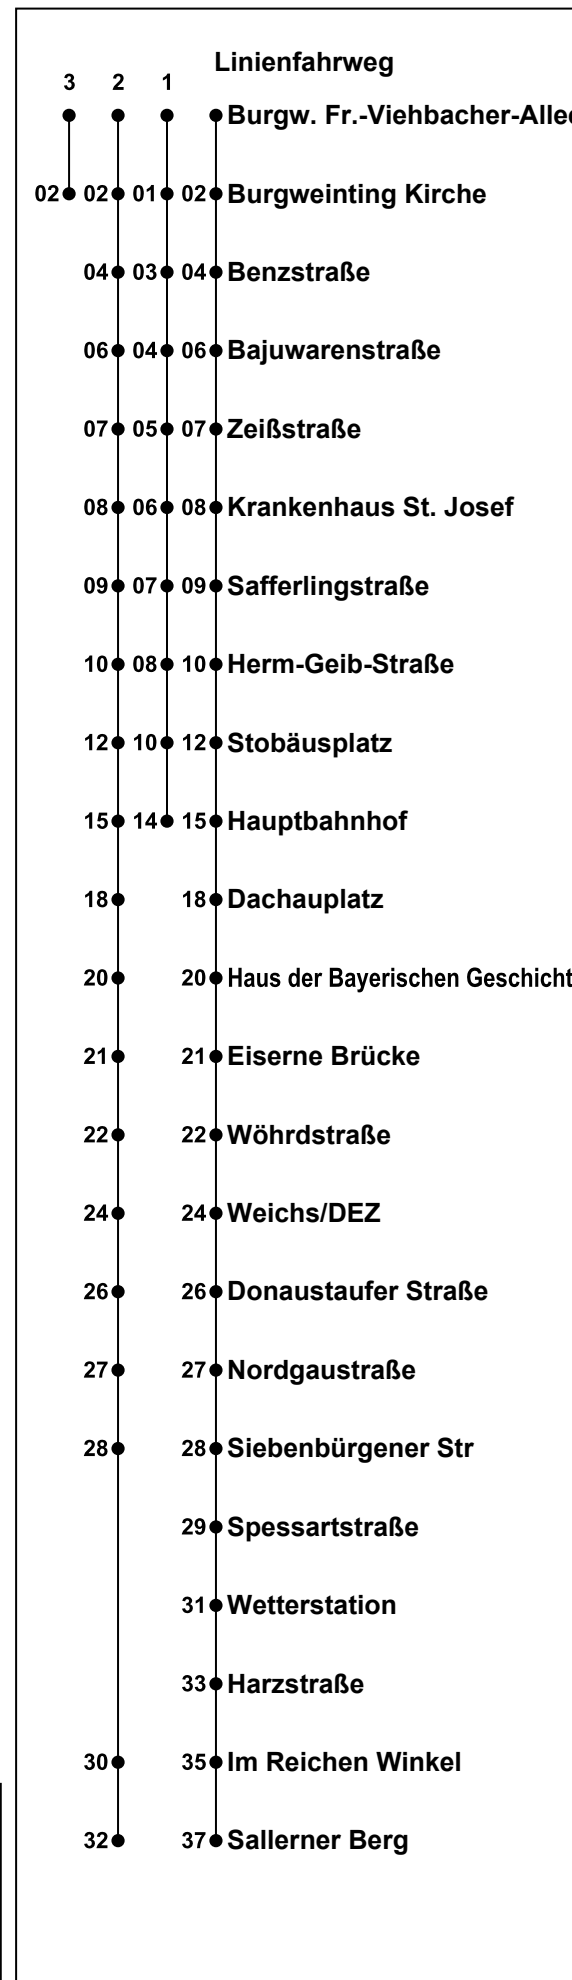 Linienfahrweg
3 2 1
Burgw. Fr.-Viehbacher-Allee
02 02 01 02 Burgweinting Kirche
04 03 04 Benzstraße
06 04 06 Bajuwarenstraße
07 05 07 Zeißstraße
08 06 08 Krankenhaus St. Josef
09 07 09 Safferlingstraße
10 08 10 Herm-Geib-Straße
12 10 12 Stobäusplatz
15 14 15 Hauptbahnhof
18 18 Dachauplatz
20 20 Haus der Bayerischen Geschicht
21 21 Eiserne Brücke
22 22 Wöhrdstraße
24 24 Weichs/DEZ
26 26 Donaustaufer Straße
27 27 Nordgaustraße
28 28 Siebenbürgener Str
29 Spessartstraße
31 Wetterstation
33 Harzstraße
30 35 Im Reichen Winkel
32 37 Sallerner Berg